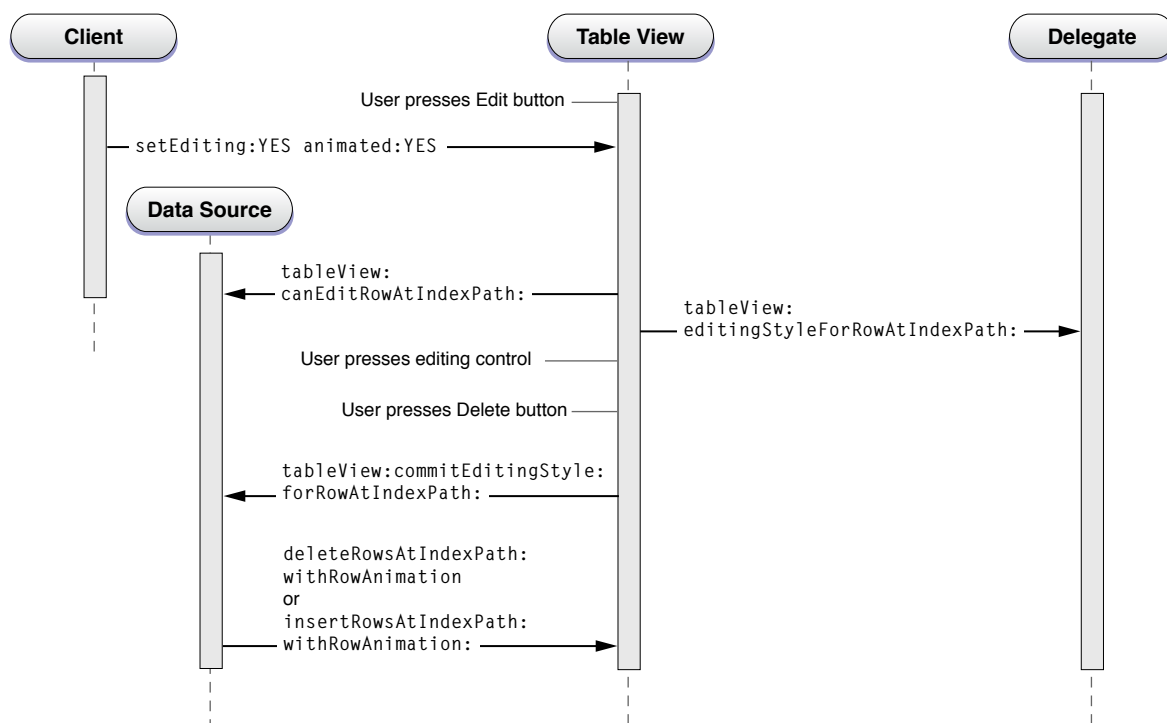 Client
Table View
Delegate
User presses Edit button
setEditing:YES animated:YES
Data Source
tableView:
canEditRowAtIndexPath:
tableView:
editingStyleForRowAtIndexPath:
User presses editing control
User presses Delete button
tableView:commitEditingStyle:
forRowAtIndexPath:
deleteRowsAtIndexPath:
withRowAnimation
or
insertRowsAtIndexPath:
withRowAnimation: